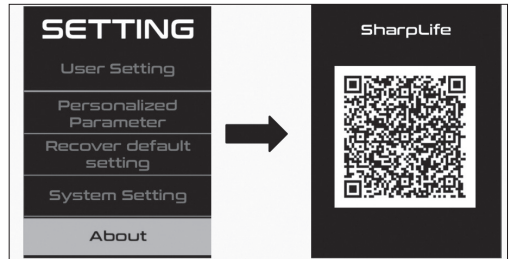 SETTING
User Setting
Personalized
Parameter
Recover default
setting
System Setting
About
SharpLife